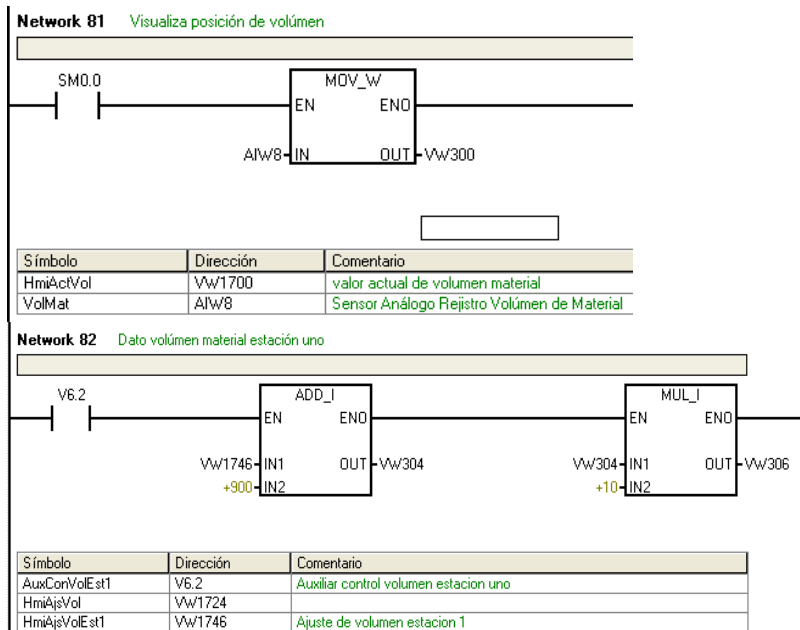 Network 81 Visualiza posición de volúmen
SM0.0
MOV_W
EN ENO
AIW8 IN OUT VW300
Símbolo Dirección Comentario
HmiActVol VW1700 valor actual de volumen material
VolMat AIW8 Sensor Análogo Rejistro Volúmen de Material
Network 82 Dato volúmen material estación uno
V6.2 ADD_I MUL_I
EN ENO EN ENO
VW1746 IN1 OUT VW304 VW304 IN1 OUT VW306
+900 IN2 +10 IN2
Símbolo Dirección Comentario
AuxConVolEst1 V6.2 Auxiliar control volumen estacion uno
HmiAjsVol VW1724
HmiAjsVolEst1 VW1746 Ajuste de volumen estacion 1